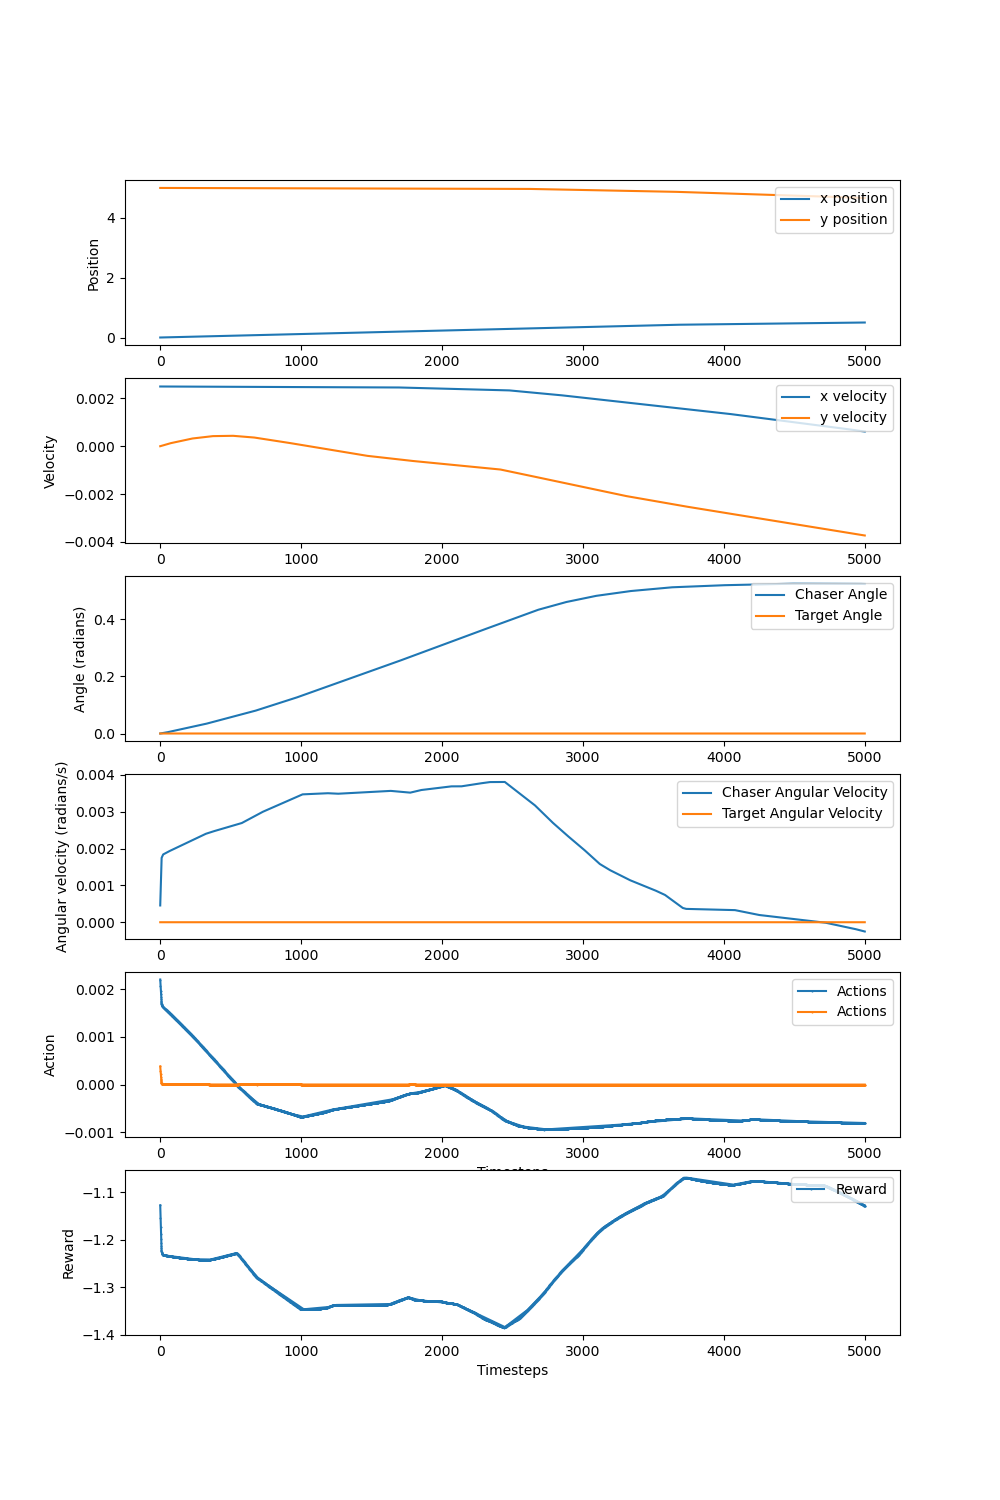 Position
4
2
0
x position
y position
0 1000 2000 3000 4000 5000
Velocity
0.002
0.000
−0.002
−0.004
x velocity
y velocity
0 1000 2000 3000 4000 5000
Angle (radians)
0.4
0.2
0.0
Chaser Angle
Target Angle
0 1000 2000 3000 4000 5000
Angular velocity (radians/s)
0.004
0.003
0.002
0.001
0.000
Chaser Angular Velocity
Target Angular Velocity
0 1000 2000 3000 4000 5000
Action
0.002
0.001
0.000
−0.001
Actions
Actions
0 1000 2000 3000 4000 5000
Timesteps
Reward
−1.1
−1.2
−1.3
−1.4
Reward
0 1000 2000 3000 4000 5000
Timesteps